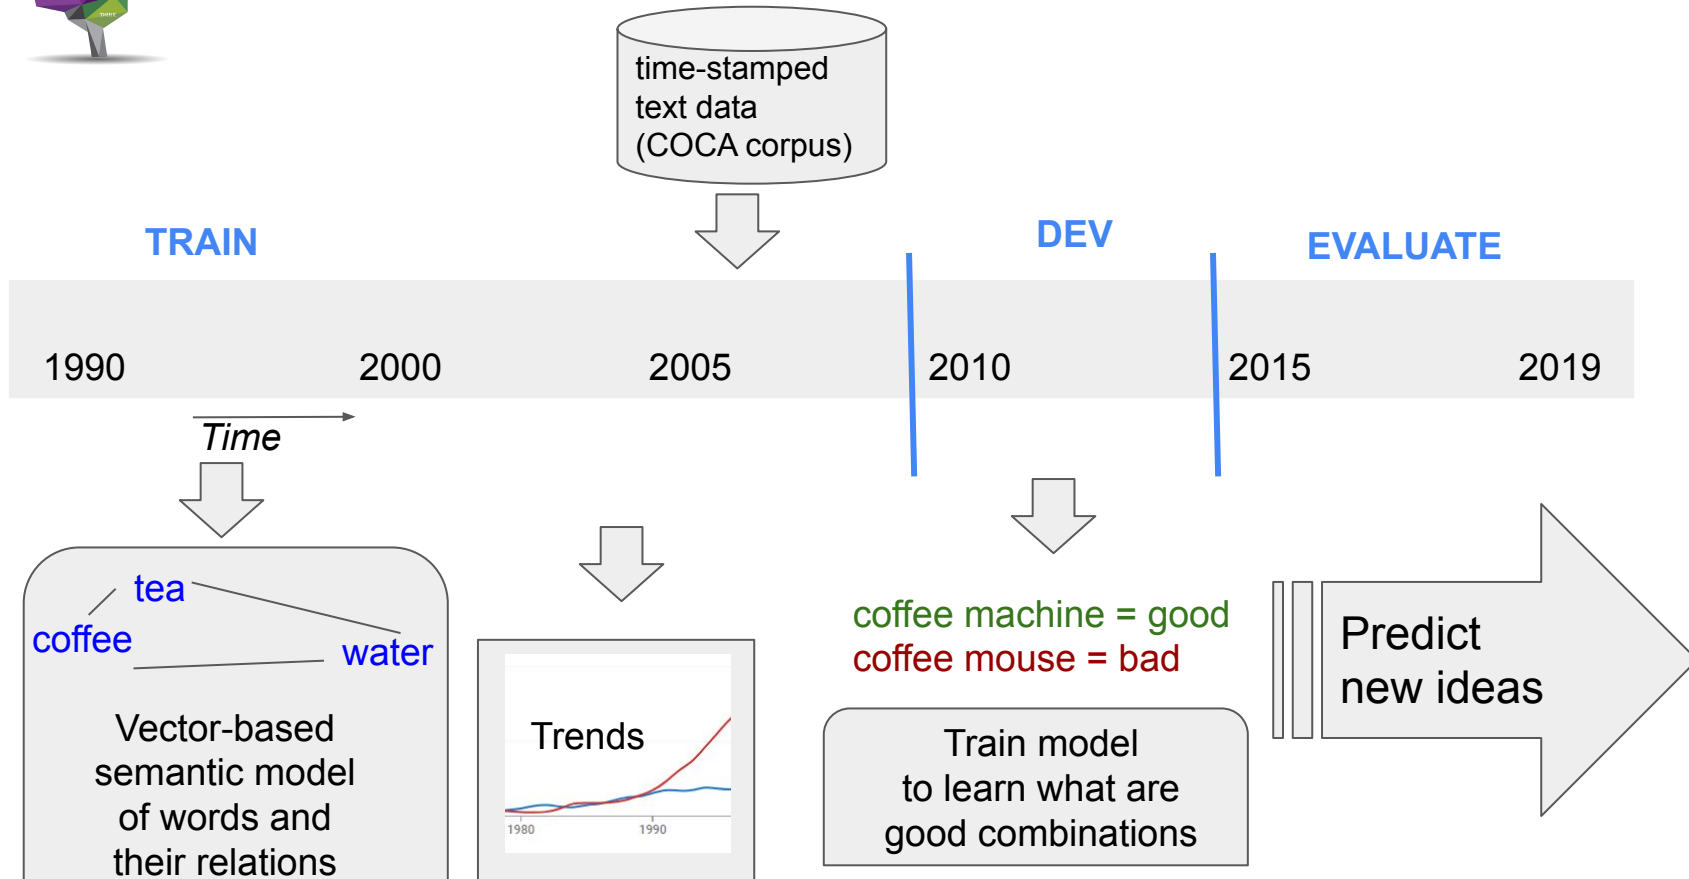 time-stamped
text data
(COCA corpus)
TRAIN
DEV
EVALUATE
1990
2000
2005
2010
2015
2019
Time
tea
coffee
water
Vector-based
semantic model
of words and
their relations
Trends
1980
1990
coffee machine = good
coffee mouse = bad
Train model
to learn what are
good combinations
Predict
new ideas